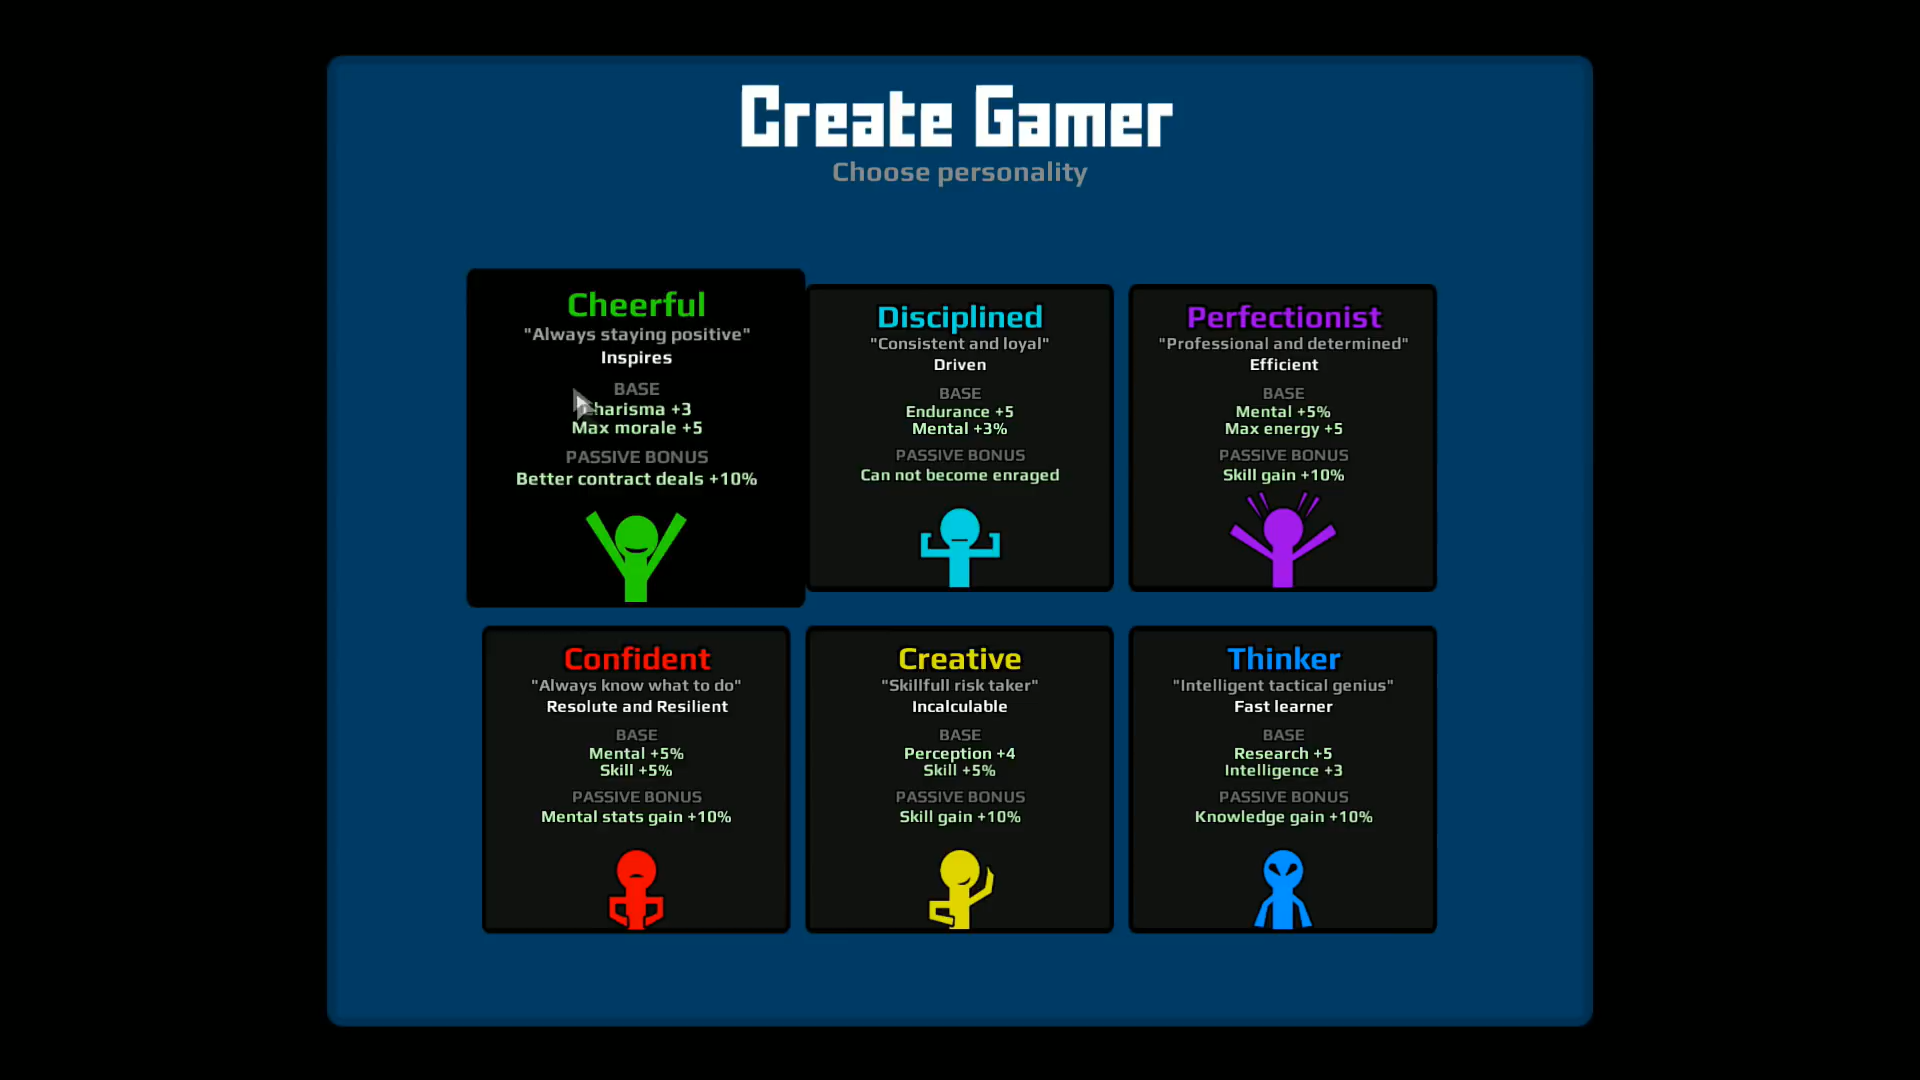 Create Gamer
Choose personality
Cheerful
"Always staying positive"
Inspires
BASE
Charisma +3
Max morale +5
PASSIVE BONUS
Better contract deals +10%
Disciplined
"Consistent and loyal"
Driven
BASE
Endurance +5
Mental +3%
PASSIVE BONUS
Can not become enraged
Perfectionist
"Professional and determined"
Efficient
BASE
Mental +5%
Max energy +5
PASSIVE BONUS
Skill gain +10%
Confident
"Always know what to do"
Resolute and Resilient
BASE
Mental +5%
Skill +5%
PASSIVE BONUS
Mental stats gain +10%
Creative
"Skillfull risk taker"
Incalculable
BASE
Perception +4
Skill +5%
PASSIVE BONUS
Skill gain +10%
Thinker
"Intelligent tactical genius"
Fast learner
BASE
Research +5
Intelligence +3
PASSIVE BONUS
Knowledge gain +10%